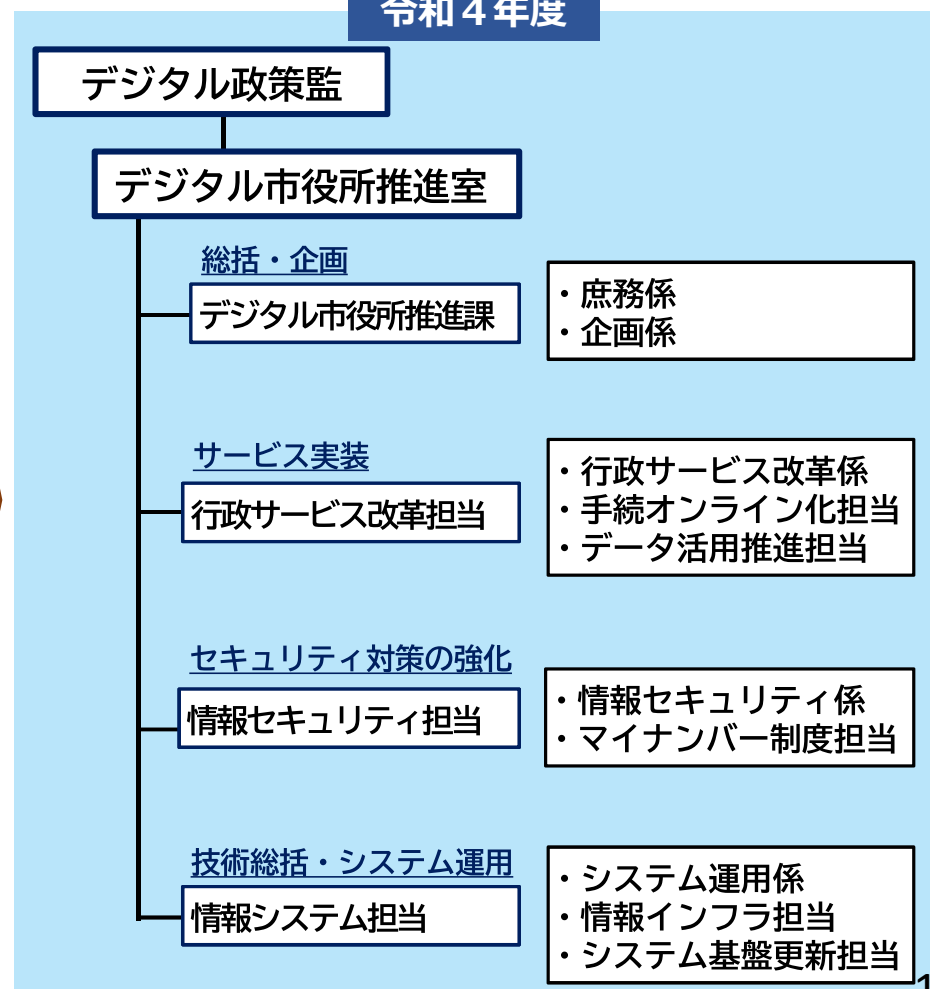 令和４年度
デジタル政策監
デジタル市役所推進室
総括・企画
デジタル市役所推進課
・庶務係
・企画係
サービス実装
行政サービス改革担当
・行政サービス改革係
・手続オンライン化担当
・データ活用推進担当
セキュリティ対策の強化
情報セキュリティ担当
・情報セキュリティ係
・マイナンバー制度担当
技術総括・システム運用
情報システム担当
・システム運用係
・情報インフラ担当
・システム基盤更新担当
1